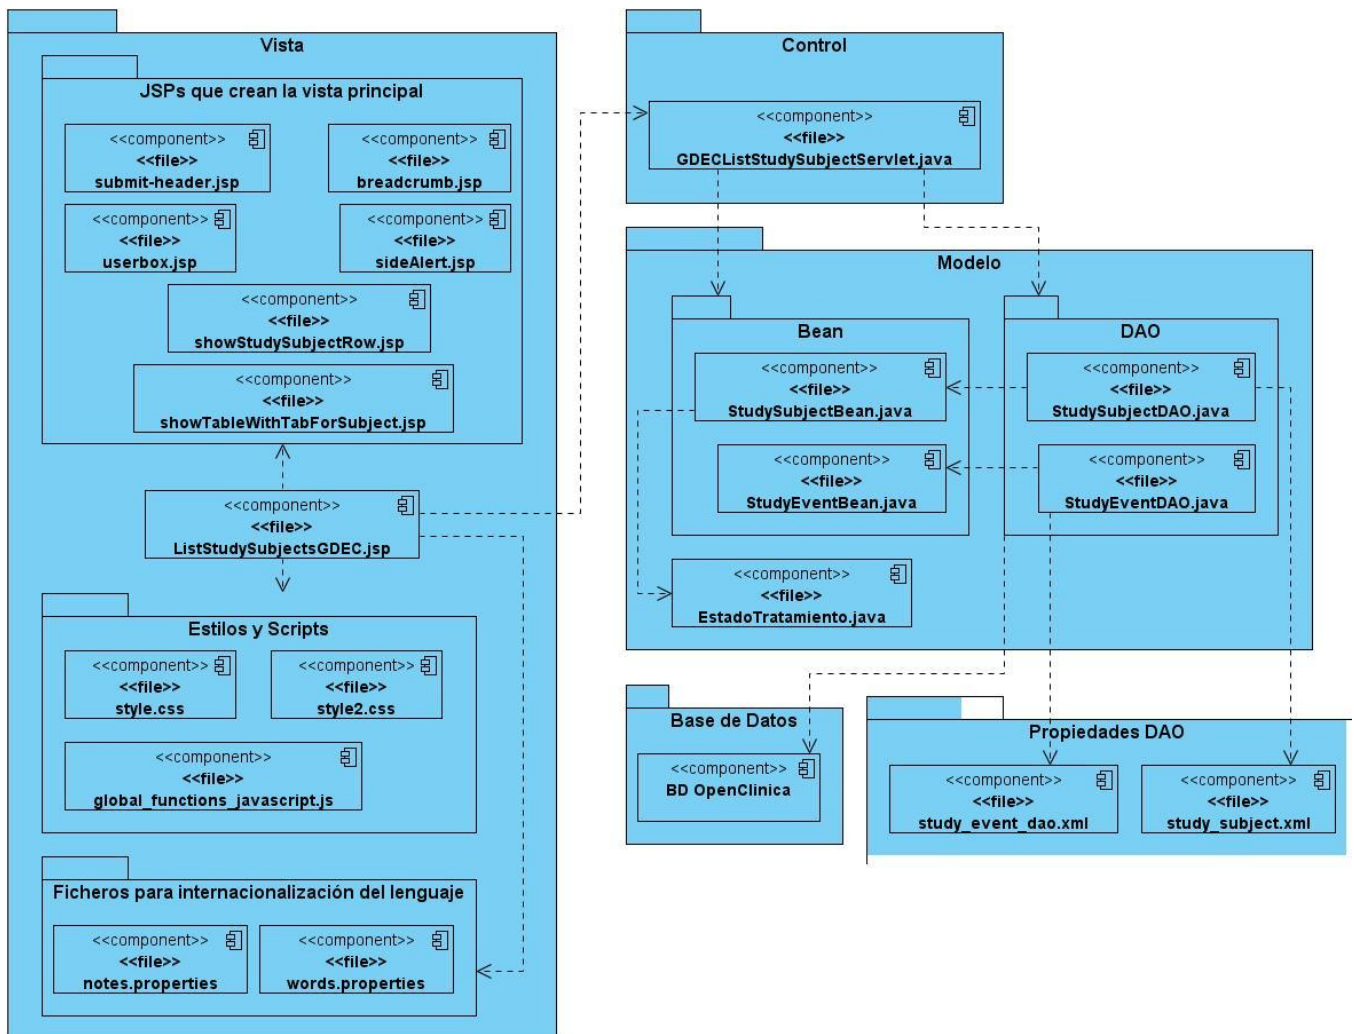 Vista
JSPs que crean la vista principal
<<component>>
<<file>>
submit-header.jsp
<<component>>
<<file>>
breadcrumb.jsp
<<component>>
<<file>>
userbox.jsp
<<component>>
<<file>>
sideAlert.jsp
<<component>>
<<file>>
showStudySubjectRow.jsp
<<component>>
<<file>>
showTableWithTabForSubject.jsp
<<component>>
<<file>>
ListStudySubjectsGDEC.jsp
Estilos y Scripts
<<component>>
<<file>>
style.css
<<component>>
<<file>>
style2.css
<<component>>
<<file>>
global_functions_javascript.js
Ficheros para internacionalización del lenguaje
<<component>>
<<file>>
notes.properties
<<component>>
<<file>>
words.properties
Control
<<component>>
<<file>>
GDECListStudySubjectServlet.java
Modelo
Bean
<<component>>
<<file>>
StudySubjectBean.java
<<component>>
<<file>>
StudyEventBean.java
DAO
<<component>>
<<file>>
StudySubjectDAO.java
<<component>>
<<file>>
StudyEventDAO.java
<<component>>
<<file>>
EstadoTratamiento.java
Base de Datos
<<component>>
BD OpenClinica
Propiedades DAO
<<component>>
<<file>>
study_event_dao.xml
<<component>>
<<file>>
study_subject.xml